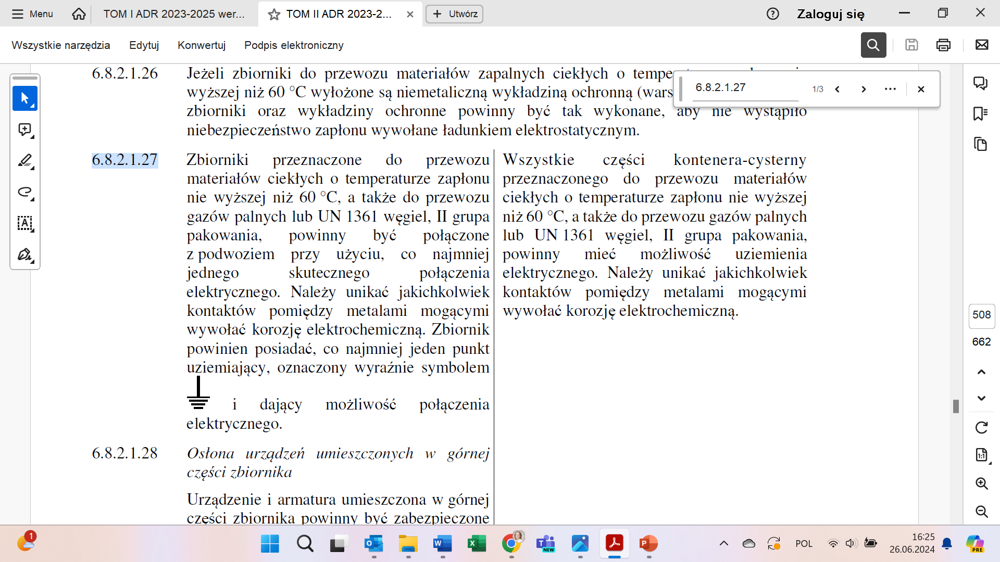 Menu
TOM I ADR 2023-2025 wer...
TOM II ADR 2023-2...
Utwórz
Zaloguj się
Wszystkie narzędzia
Edytuj
Konwertuj
Podpis elektroniczny
6.8.2.1.27
1/3
6.8.2.1.26
Jeżeli zbiorniki do przewozu materiałów zapalnych ciekłych o
wyższej niż 60 °C wyłożone są niemetaliczną wykładziną ochronną
zbiorniki oraz wykładziny ochronne powinny być tak wykonane, aby nie wystąpiło
niebezpieczeństwo zapłonu wywołane ładunkiem elektrostatycznym.
6.8.2.1.27
Zbiorniki przeznaczone do przewozu
materiałów ciekłych o temperaturze zapłonu
nie wyższej niż 60 °C, a także do przewozu
gazów palnych lub UN 1361 węgiel, II grupa
pakowania, powinny być połączone
z podwoziem przy użyciu, co najmniej
jednego skutecznego połączenia
elektrycznego. Należy unikać jakichkolwiek
kontaktów pomiędzy metalami mogącymi
wywołać korozję elektrochemiczną. Zbiornik
powinien posiadać, co najmniej jeden punkt
uziemiający, oznaczony wyraźnie symbolem
i dający możliwość połączenia
elektrycznego.
Wszystkie części kontenera-cysterny
przeznaczonego do przewozu materiałów
ciekłych o temperaturze zapłonu nie wyższej
niż 60 °C, a także do przewozu gazów palnych
lub UN 1361 węgiel, II grupa pakowania,
powinny mieć możliwość uziemienia
elektrycznego. Należy unikać jakichkolwiek
kontaktów pomiędzy metalami mogącymi
wywołać korozję elektrochemiczną.
6.8.2.1.28
Osłona urządzeń umieszczonych w górnej
części zbiornika
Urządzenie i armatura umieszczona w górnej
części zbiornika powinny być zabezpieczone
508
662
1:1
1
NEW
POL
16:25
26.06.2024
PRE